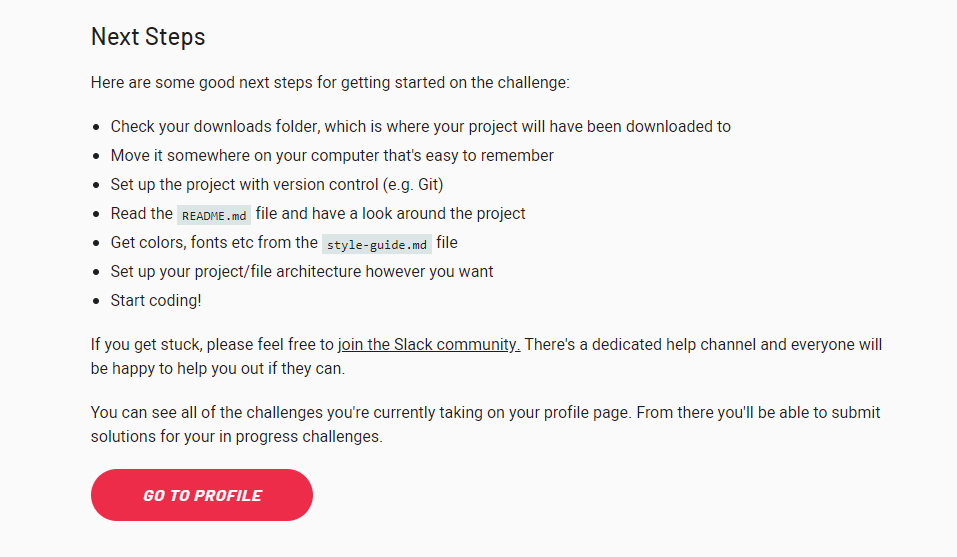 Next Steps
Here are some good next steps for getting started on the challenge:
Check your downloads folder, which is where your project will have been downloaded to
Move it somewhere on your computer that's easy to remember
Set up the project with version control (e.g. Git)
Read the README.md file and have a look around the project
Get colors, fonts etc from the style-guide.md file
Set up your project/file architecture however you want
Start coding!
If you get stuck, please feel free to join the Slack community. There's a dedicated help channel and everyone will
be happy to help you out if they can.
You can see all of the challenges you're currently taking on your profile page. From there you'll be able to submit
solutions for your in progress challenges.
GO TO PROFILE